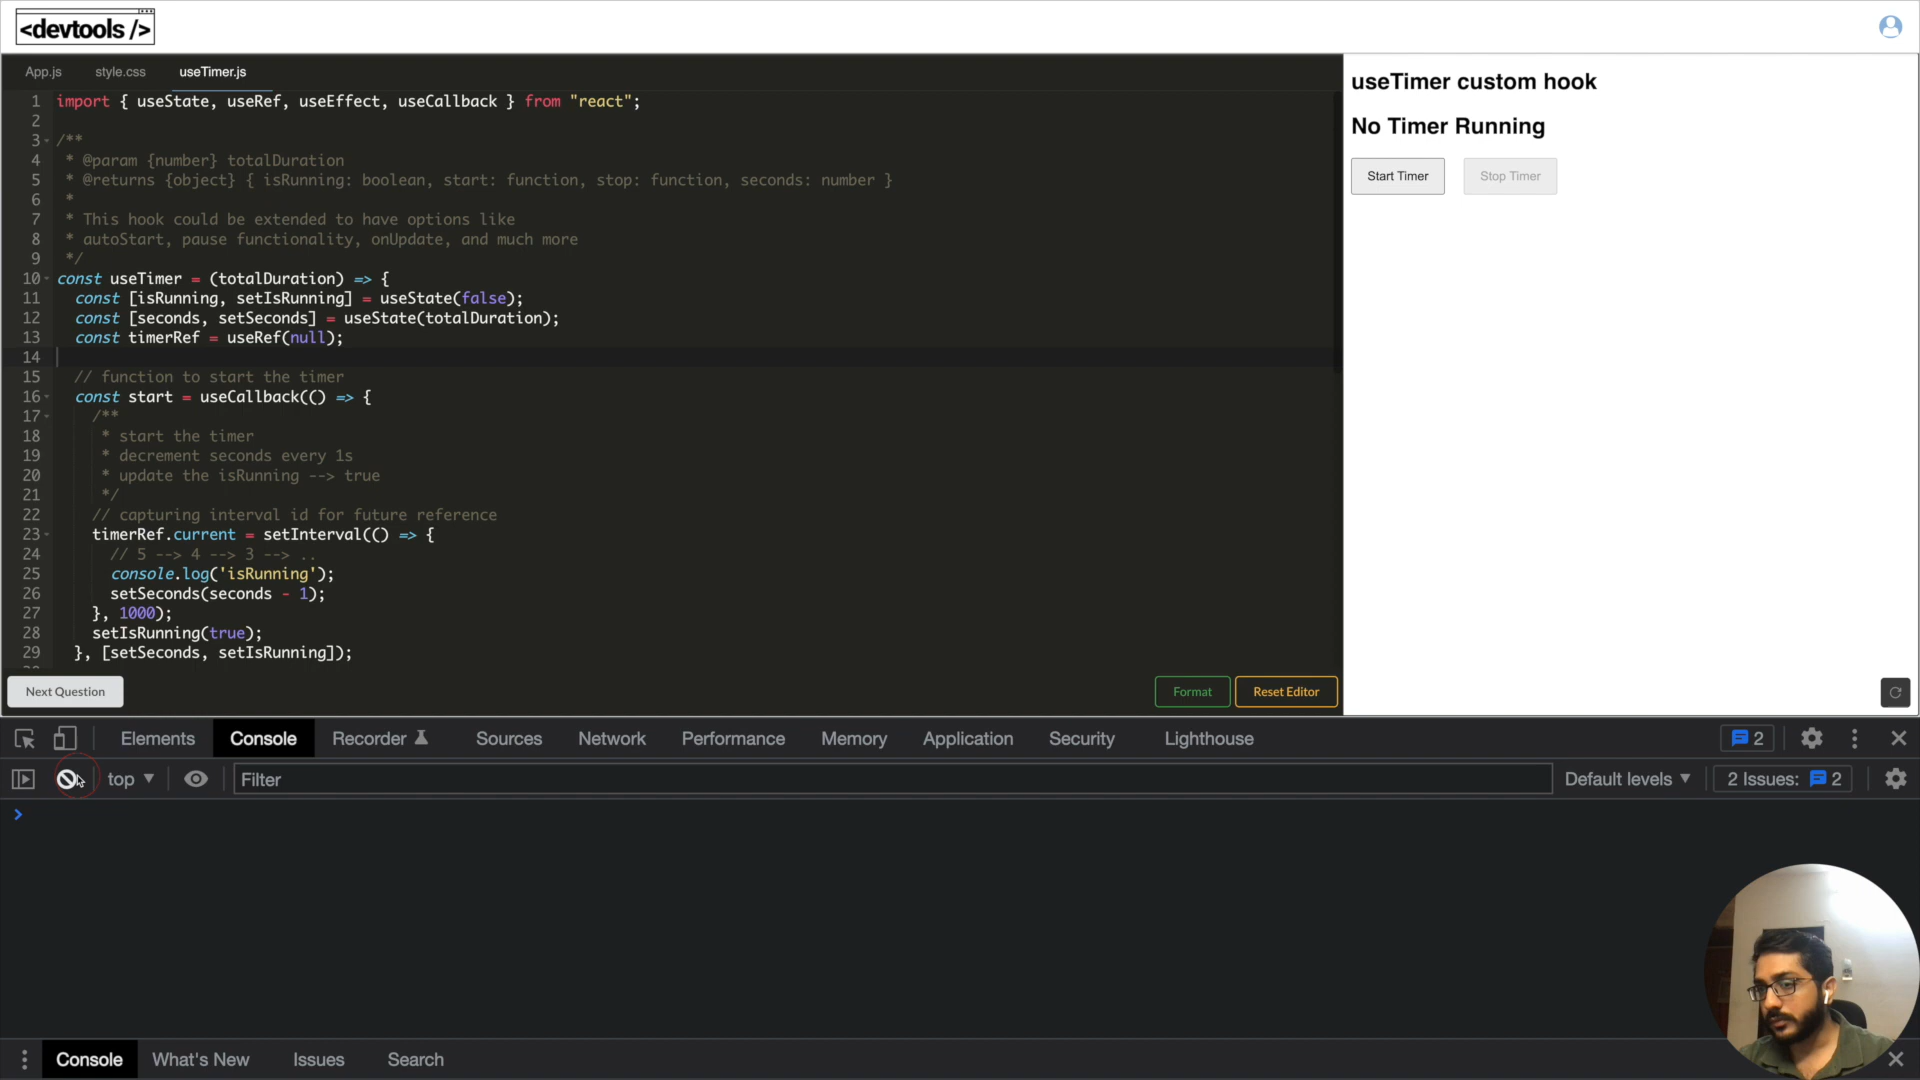 <devtools />
App.js style.css useTimer.js
1 import { useState, useRef, useEffect, useCallback } from "react";
2
3 /**
4 * @param {number} totalDuration
5 * @returns {object} { isRunning: boolean, start: function, stop: function, seconds: number }
6 *
7 * This hook could be extended to have options like
8 * autoStart, pause functionality, onUpdate, and much more
9 */
10 const useTimer = (totalDuration) => {
11 const [isRunning, setIsRunning] = useState(false);
12 const [seconds, setSeconds] = useState(totalDuration);
13 const timerRef = useRef(null);
14
15 // function to start the timer
16 const start = useCallback(() => {
17 /**
18 * start the timer
19 * decrement seconds every 1s
20 * update the isRunning --> true
21 */
22 // capturing interval id for future reference
23 timerRef.current = setInterval(() => {
24 // 5 --> 4 --> 3 --> ..
25 console.log('isRunning');
26 setSeconds(seconds - 1);
27 }, 1000);
28 setIsRunning(true);
29 }, [setSeconds, setIsRunning]);
Next Question Format Reset Editor
useTimer custom hook
No Timer Running
Start Timer Stop Timer
Elements Console Recorder Sources Network Performance Memory Application Security Lighthouse 2
top Filter Default levels 2 Issues: 2
Console What's New Issues Search